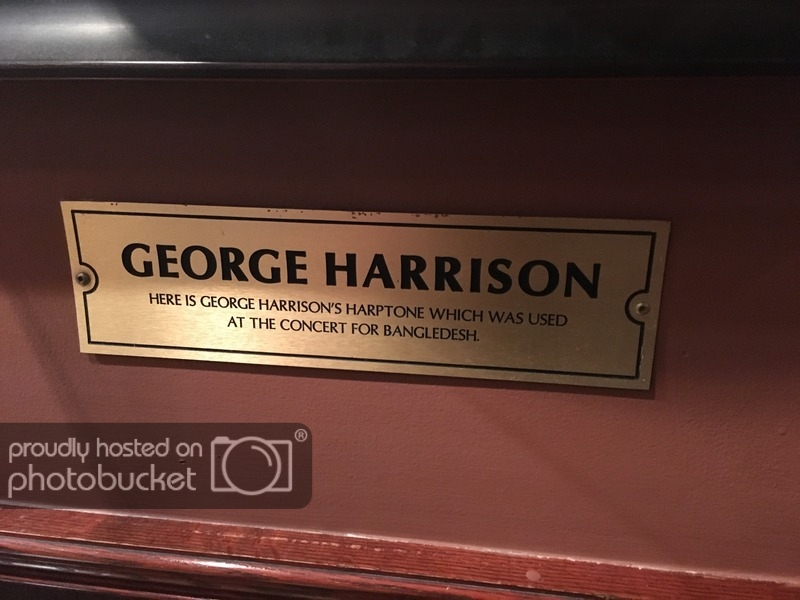 GEORGE HARRISON
HERE IS GEORGE HARRISON'S HARPTONE WHICH WAS USED
AT THE CONCERT FOR BANGLEDESH.
proudly hosted on
photobucket
®